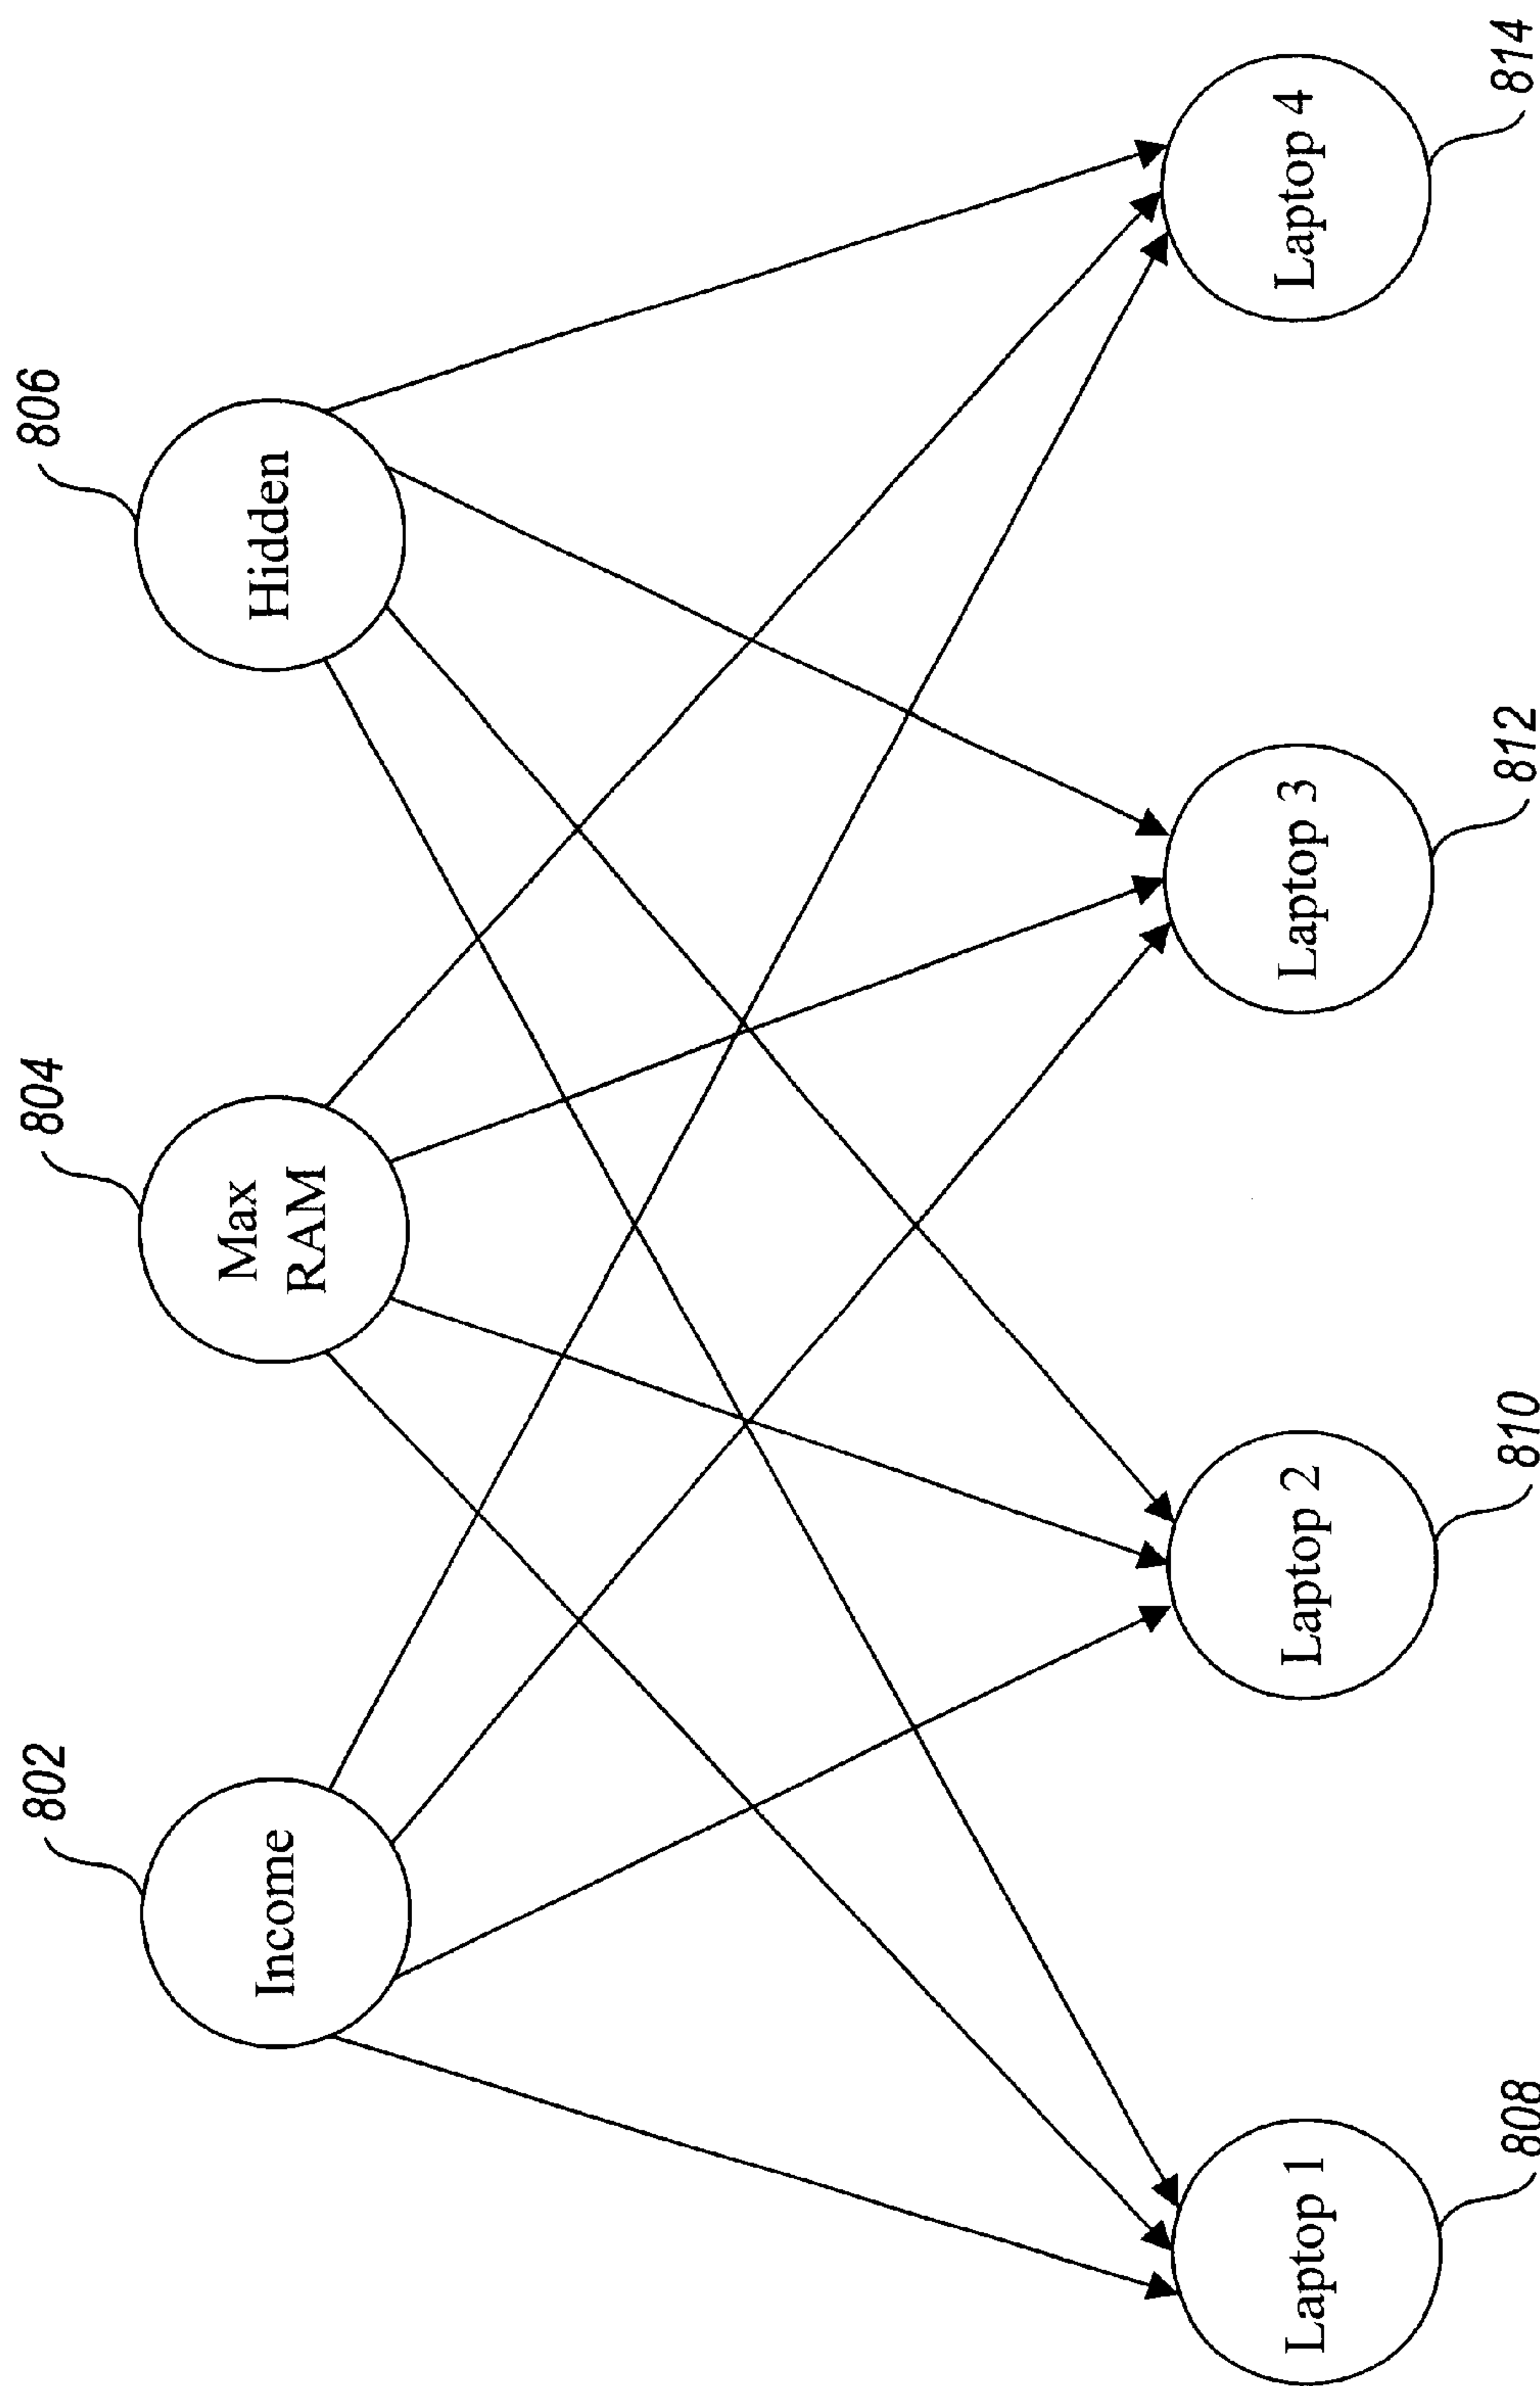 802
804
806
Income
Max
RAM
Hidden
Laptop 1
Laptop 2
Laptop 3
Laptop 4
808
810
812
814